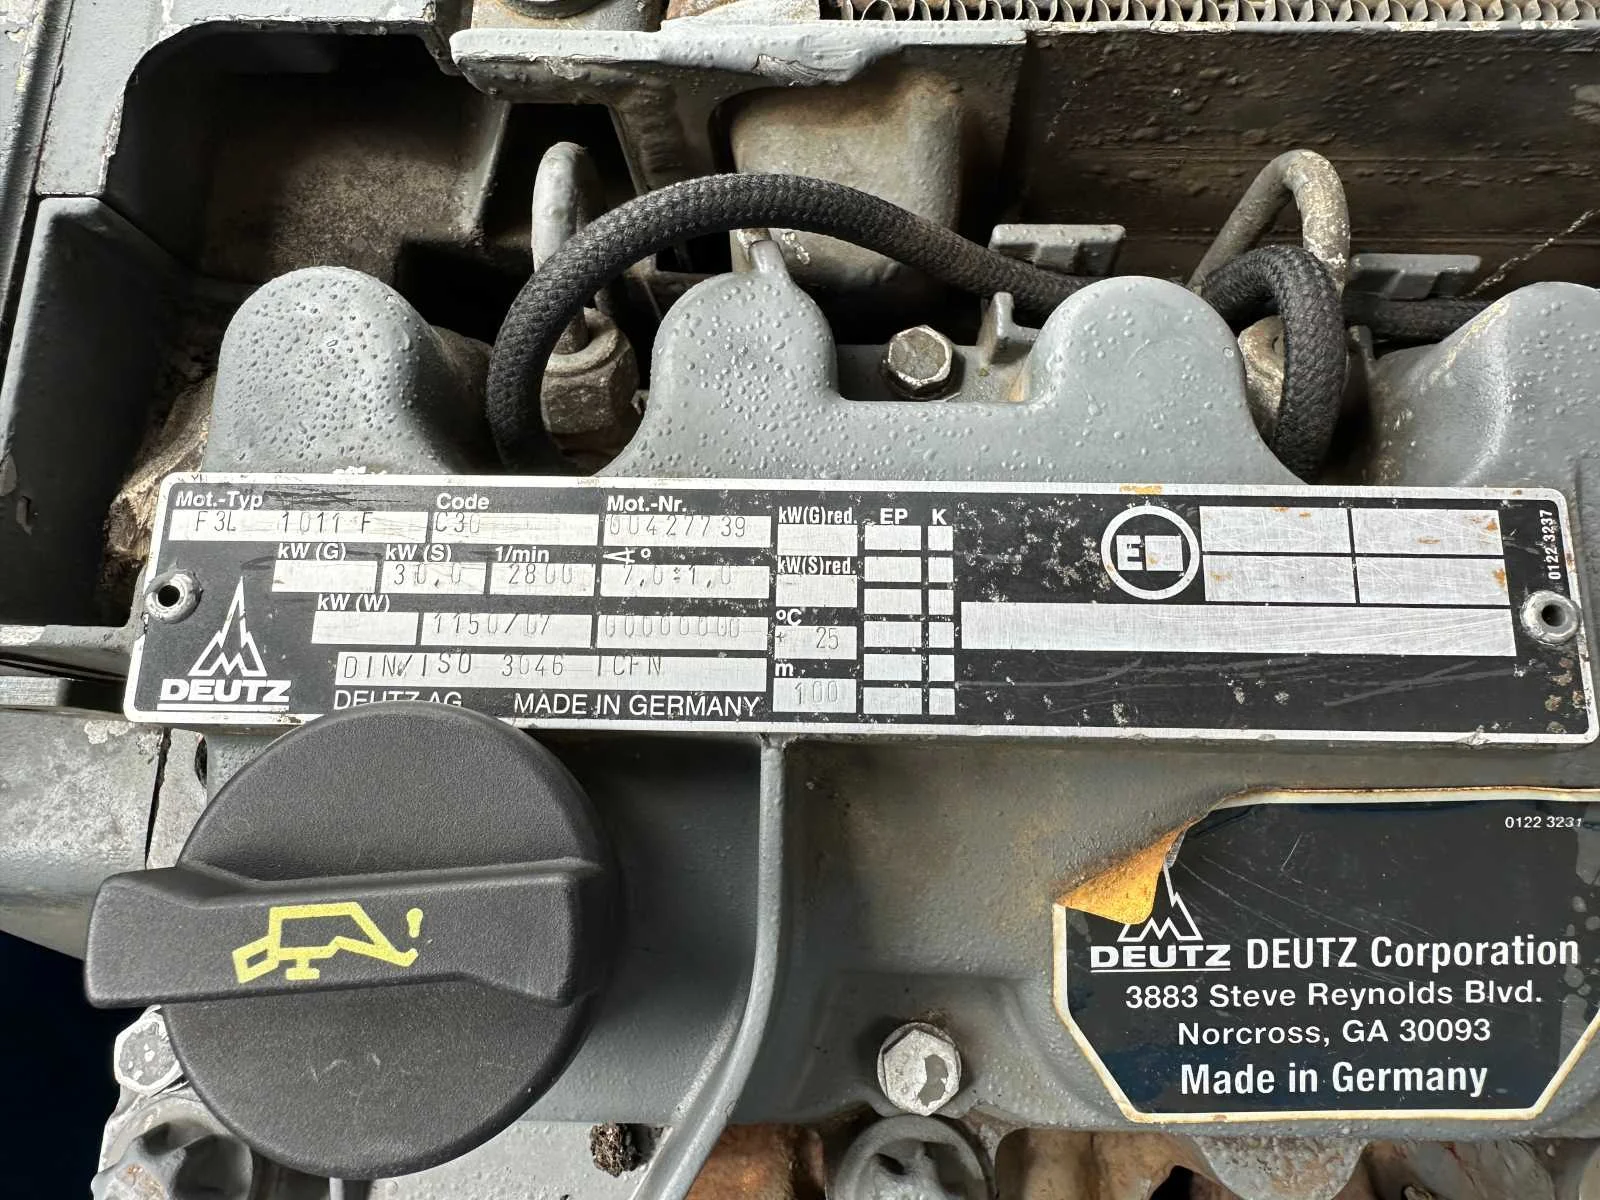 Mot.-Typ Code Mot.-Nr.
F3L 1011 F C30 00427739
kW (G) kW (S) 1/min ∢ °
30,0 2800 7,0±1,0
kW (W)
1150/07 00000000
DIN/ISO 3046 ICFN
DEUTZ
DEUTZ AG MADE IN GERMANY
kW(G)red. EP K
kW(S)red.
°C
+ 25
m
100
E
0122 3237
0122 3231
DEUTZ DEUTZ Corporation
3883 Steve Reynolds Blvd.
Norcross, GA 30093
Made in Germany